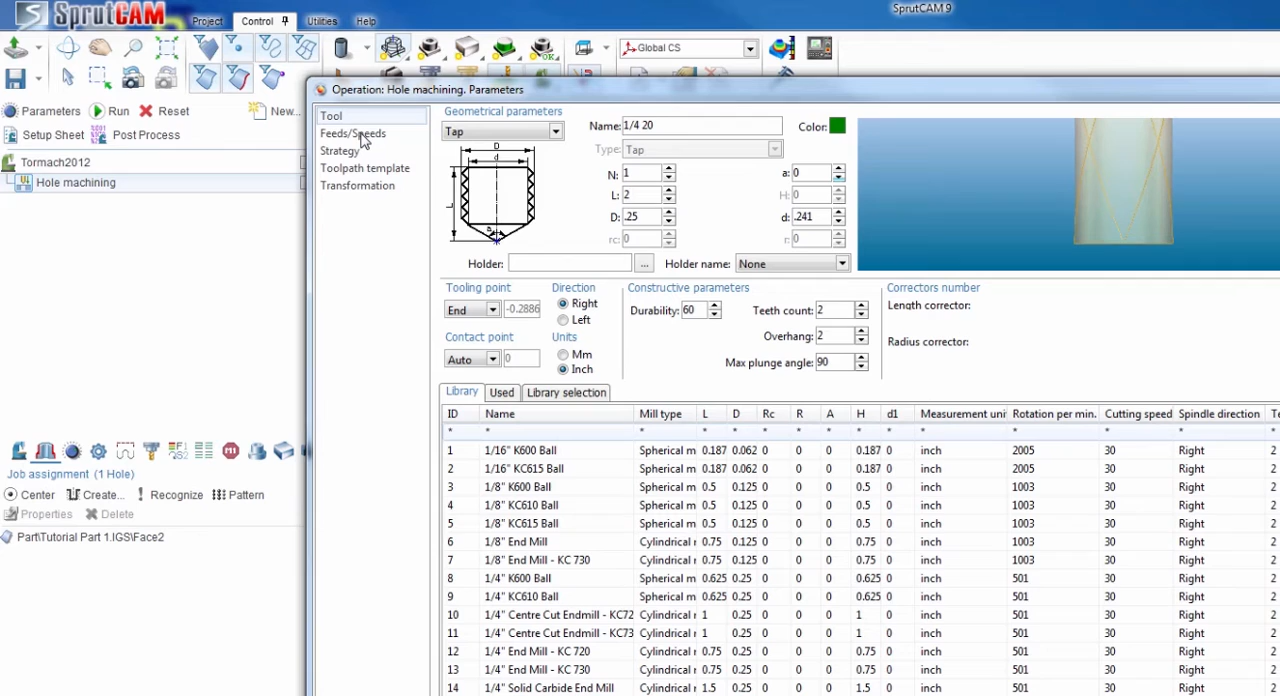 SprutCAM Project Control Utilities Help SprutCAM 9
Global CS
Operation: Hole machining. Parameters
Parameters Run Reset New...
Setup Sheet Post Process
Tormach2012
Hole machining
Tool
Feeds/Speeds
Strategy
Toolpath template
Transformation
Geometrical parameters
Tap
D
d
L
a
Name: 1/4 20 Color:
Type: Tap
N: 1 a: 0
L: 2 H: 0
D: .25 d: .241
rc: 0 r: 0
Holder: ... Holder name: None
Tooling point Direction Constructive parameters Correctors number
End -0.2886 Right Durability: 60 Teeth count: 2 Length corrector:
Left
Contact point Units Overhang: 2 Radius corrector:
Auto 0 Mm Max plunge angle: 90
Inch
Library Used Library selection
ID Name Mill type L D Rc R A H d1 Measurement uni Rotation per min. Cutting speed Spindle direction Te
* * * * * * * * * * * * * * *
1 1/16" K600 Ball Spherical m 0.187 0.062 0 0 0 0.187 0 inch 2005 30 Right 2
2 1/16" KC615 Ball Spherical m 0.187 0.062 0 0 0 0.187 0 inch 2005 30 Right 2
3 1/8" K600 Ball Spherical m 0.5 0.125 0 0 0 0.5 0 inch 1003 30 Right 2
4 1/8" KC610 Ball Spherical m 0.5 0.125 0 0 0 0.5 0 inch 1003 30 Right 2
5 1/8" KC615 Ball Spherical m 0.5 0.125 0 0 0 0.5 0 inch 1003 30 Right 2
6 1/8" End Mill Cylindrical r 0.75 0.125 0 0 0 0.75 0 inch 1003 30 Right 2
7 1/8" End Mill - KC 730 Cylindrical r 0.75 0.125 0 0 0 0.75 0 inch 1003 30 Right 2
8 1/4" K600 Ball Spherical m 0.625 0.25 0 0 0 0.625 0 inch 501 30 Right 2
9 1/4" KC610 Ball Spherical m 0.625 0.25 0 0 0 0.625 0 inch 501 30 Right 2
10 1/4" Centre Cut Endmill - KC72 Cylindrical r 1 0.25 0 0 0 1 0 inch 501 30 Right 2
11 1/4" Centre Cut Endmill - KC73 Cylindrical r 1 0.25 0 0 0 1 0 inch 501 30 Right 2
12 1/4" End Mill - KC 720 Cylindrical r 0.75 0.25 0 0 0 0.75 0 inch 501 30 Right 2
13 1/4" End Mill - KC 730 Cylindrical r 0.75 0.25 0 0 0 0.75 0 inch 501 30 Right 2
14 1/4" Solid Carbide End Mill Cylindrical r 1.5 0.25 0 0 0 1.5 0 inch 501 30 Right 2
Job assignment (1 Hole)
Center Create... Recognize Pattern
Properties Delete
Part\Tutorial Part 1.IGS\Face2